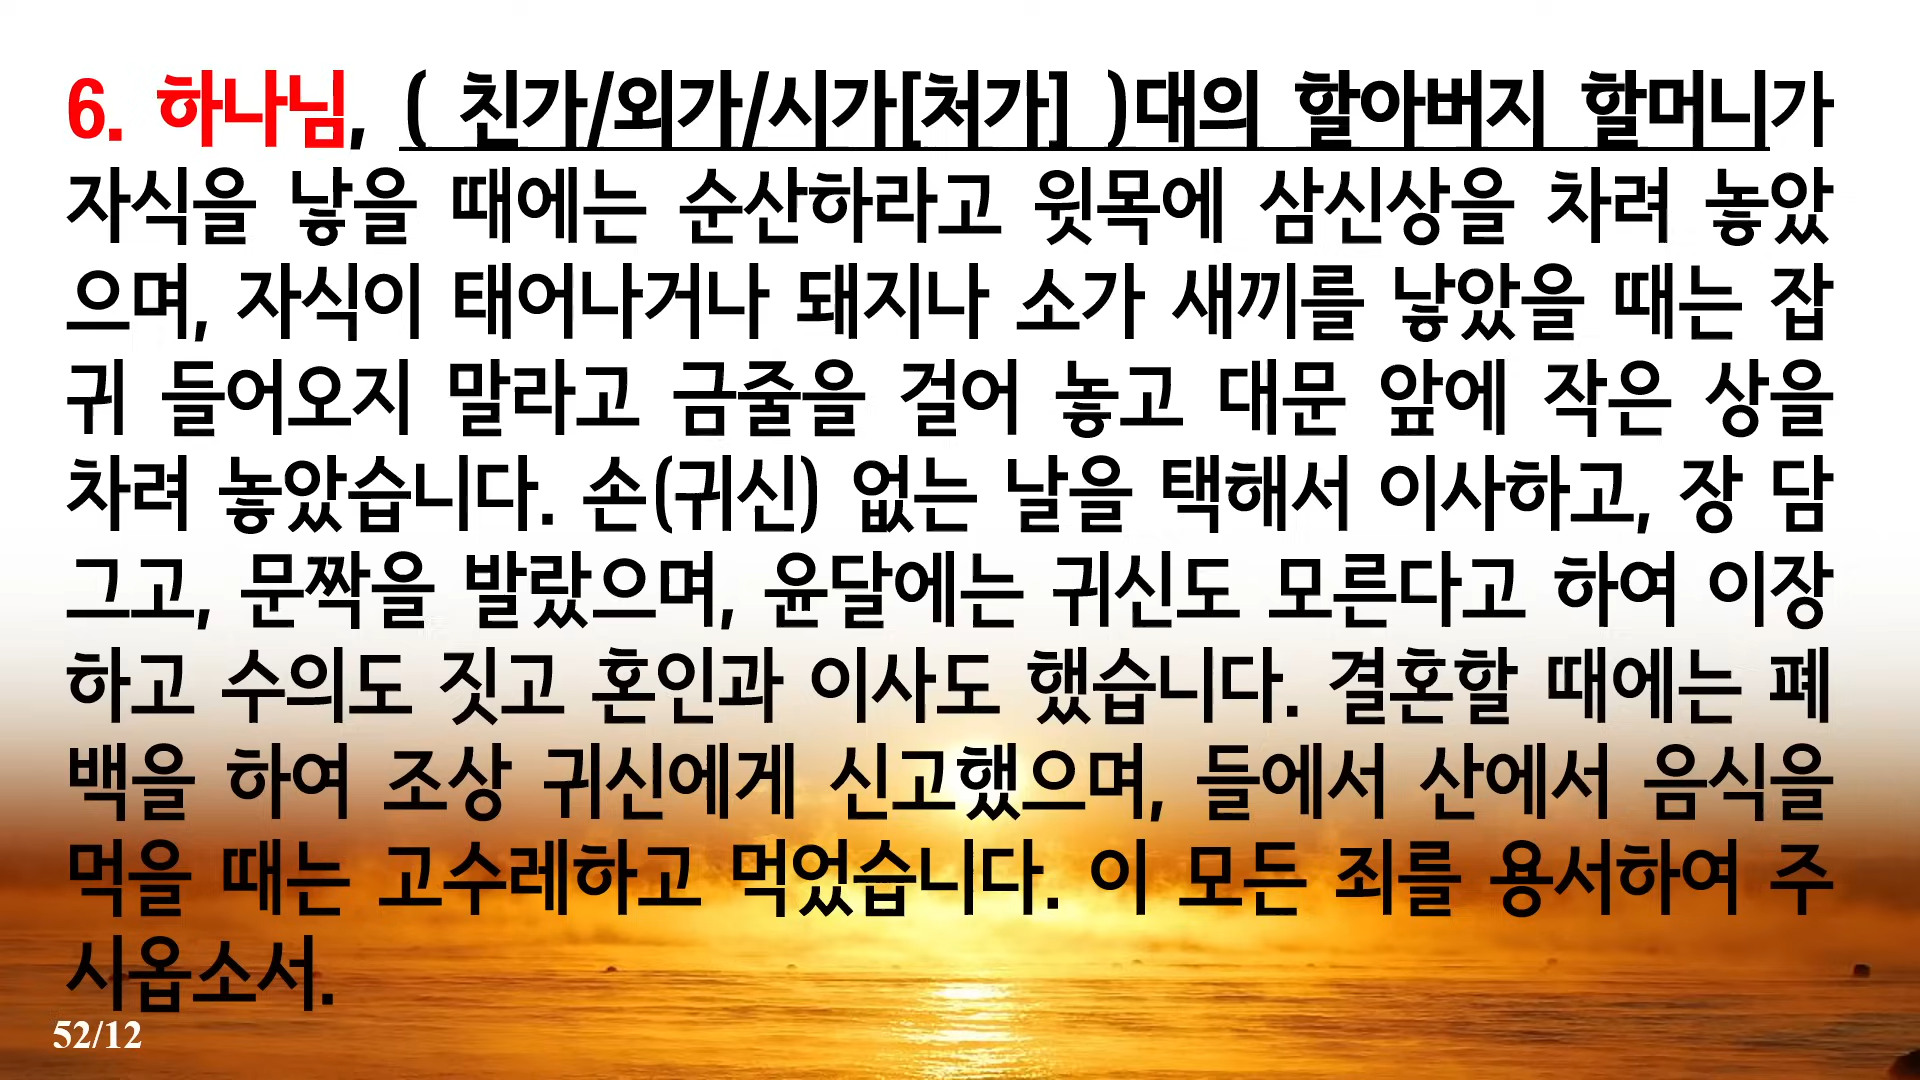 6. 하나님, ( 친가/외가/시가[처가] )대의 할아버지 할머니가
자식을 낳을 때에는 순산하라고 윗목에 삼신상을 차려 놓았
으며, 자식이 태어나거나 돼지나 소가 새끼를 낳았을 때는 잡
귀 들어오지 말라고 금줄을 걸어 놓고 대문 앞에 작은 상을
차려 놓았습니다. 손(귀신) 없는 날을 택해서 이사하고, 장 담
그고, 문짝을 발랐으며, 윤달에는 귀신도 모른다고 하여 이장
하고 수의도 짓고 혼인과 이사도 했습니다. 결혼할 때에는 폐
백을 하여 조상 귀신에게 신고했으며, 들에서 산에서 음식을
먹을 때는 고수레하고 먹었습니다. 이 모든 죄를 용서하여 주
시옵소서.
52/12